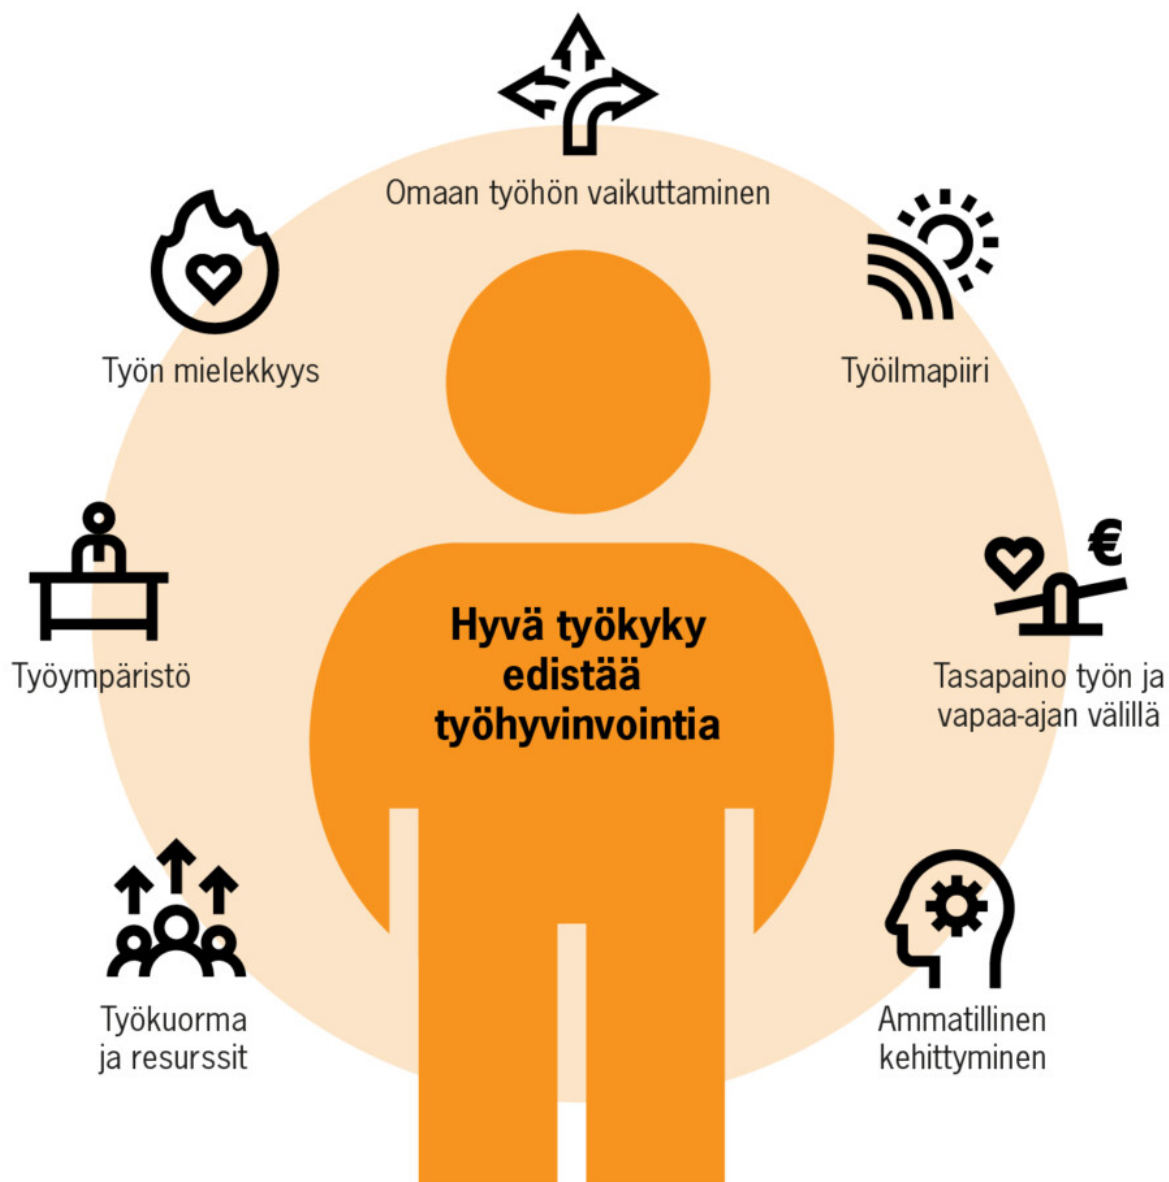 Omaan työhön vaikuttaminen
Työn mielekkyys
Työilmapiiri
Työympäristö
Hyvä työkyky
edistää
työhyvinvointia
€
Tasapaino työn ja
vapaa-ajan välillä
Työkuorma
ja resurssit
Ammatillinen
kehittyminen